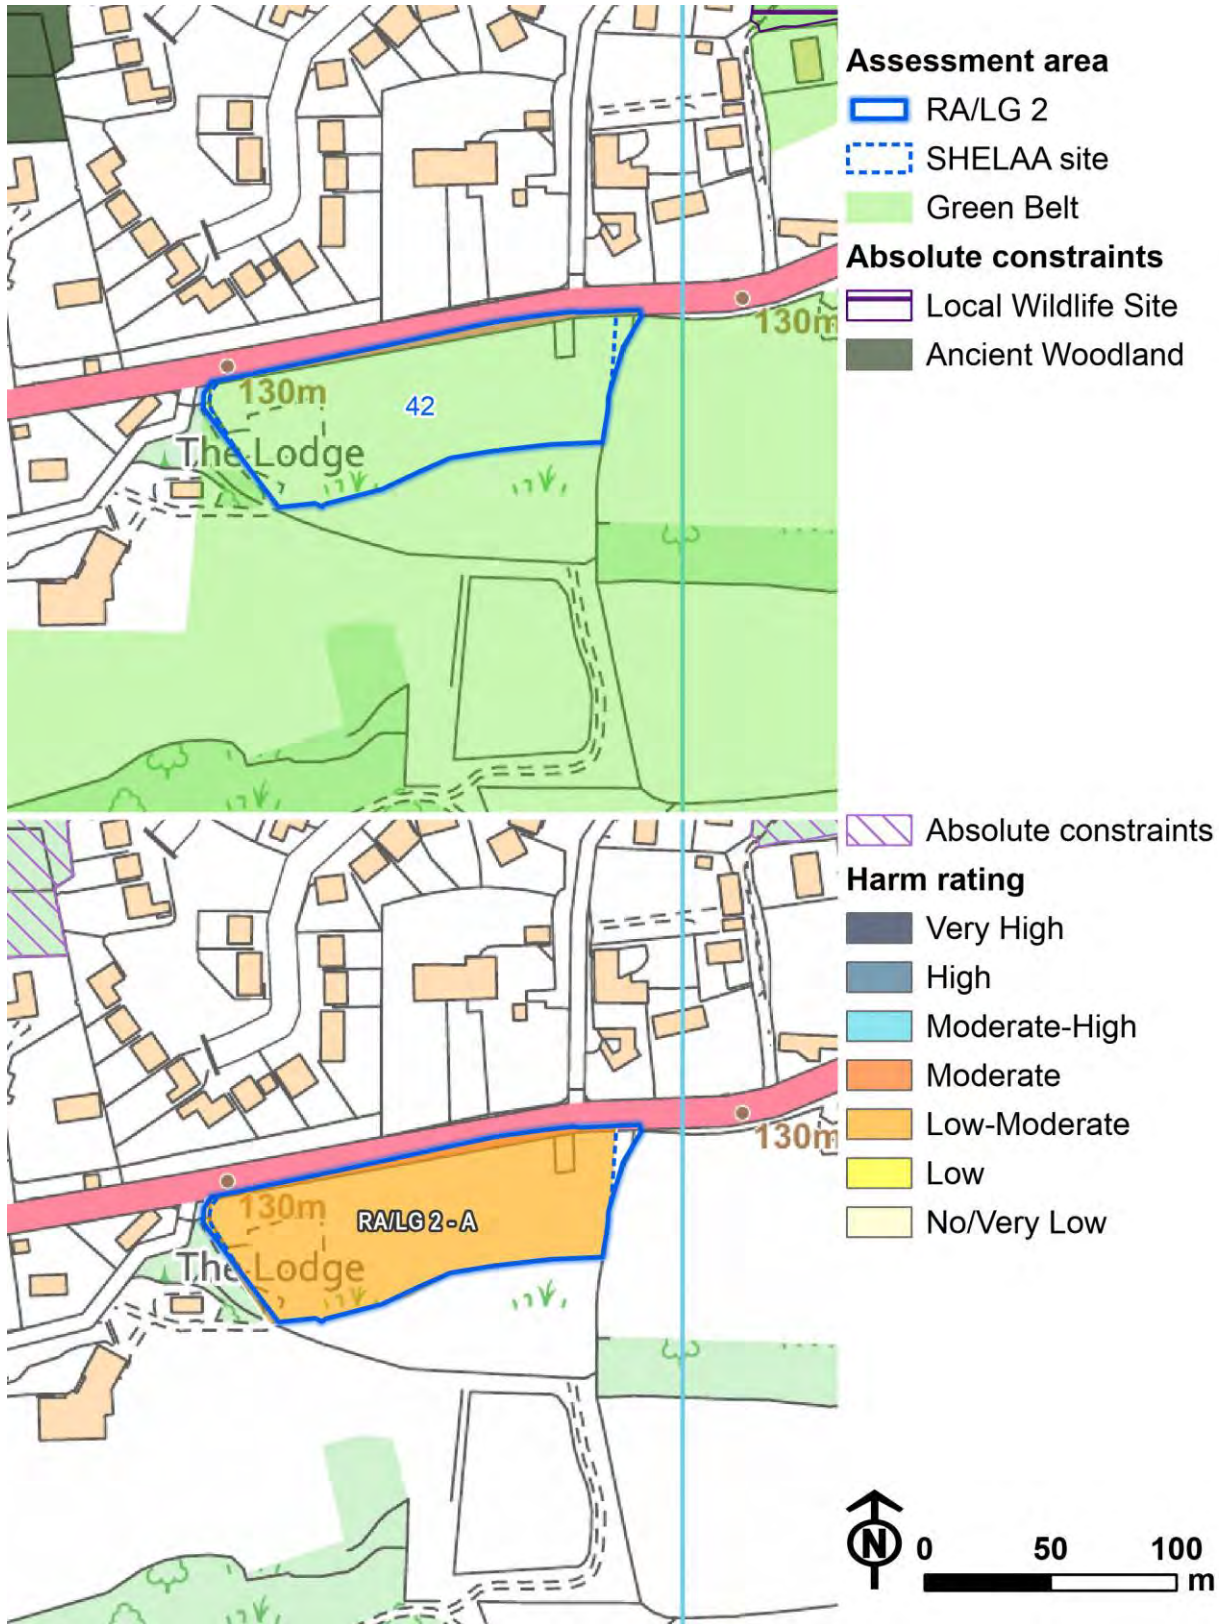 Assessment area
RA/LG 2
SHELAA site
Green Belt
Absolute constraints
Local Wildlife Site
Ancient Woodland
130m
130m
42
The Lodge
Absolute constraints
Harm rating
Very High
High
Moderate-High
Moderate
Low-Moderate
Low
No/Very Low
130m
130m
RA/LG 2 - A
The Lodge
N
0 50 100
m